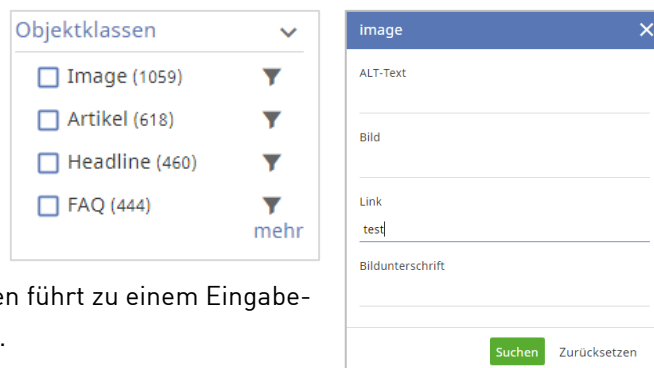 Objektklassen
Image (1059)
Artikel (618)
Headline (460)
FAQ (444)
mehr
en führt zu einem Eingabe-
.
image
ALT-Text
Bild
Link
test
Bildunterschrift
Suchen Zurücksetzen